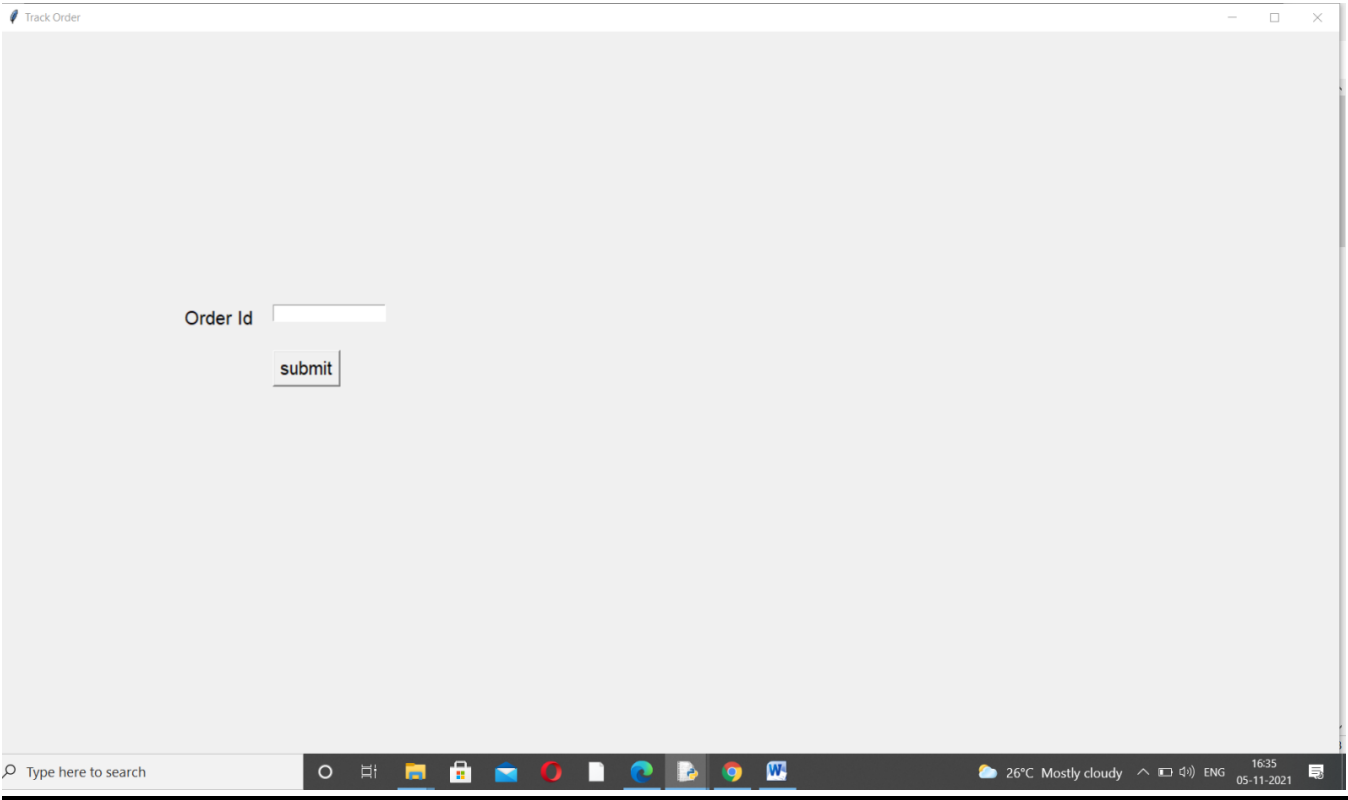 Track Order
Order Id
submit
Type here to search
26°C Mostly cloudy
ENG
16:35
05-11-2021